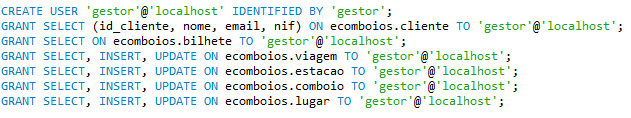 CREATE USER 'gestor'@'localhost' IDENTIFIED BY 'gestor';
GRANT SELECT (id_cliente, nome, email, nif) ON ecomboios.cliente TO 'gestor'@'localhost';
GRANT SELECT ON ecomboios.bilhete TO 'gestor'@'localhost';
GRANT SELECT, INSERT, UPDATE ON ecomboios.viagem TO 'gestor'@'localhost';
GRANT SELECT, INSERT, UPDATE ON ecomboios.estacao TO 'gestor'@'localhost';
GRANT SELECT, INSERT, UPDATE ON ecomboios.comboio TO 'gestor'@'localhost';
GRANT SELECT, INSERT, UPDATE ON ecomboios.lugar TO 'gestor'@'localhost';